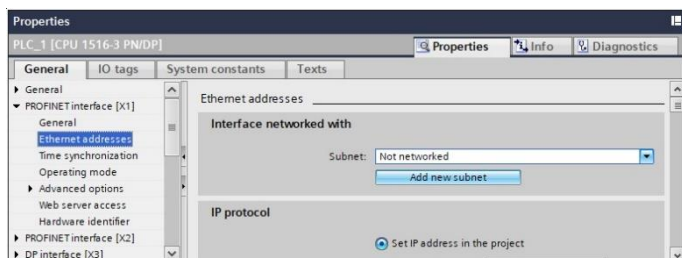 Properties
PLC_1 [CPU 1516-3 PN/DP]
Properties
Info
Diagnostics
General
IO tags
System constants
Texts
General
PROFINET interface [X1]
General
Ethernet addresses
Time synchronization
Operating mode
Advanced options
Web server access
Hardware identifier
PROFINET interface [X2]
DP interface [X3]
Ethernet addresses
Interface networked with
Subnet: Not networked
Add new subnet
IP protocol
Set IP address in the project